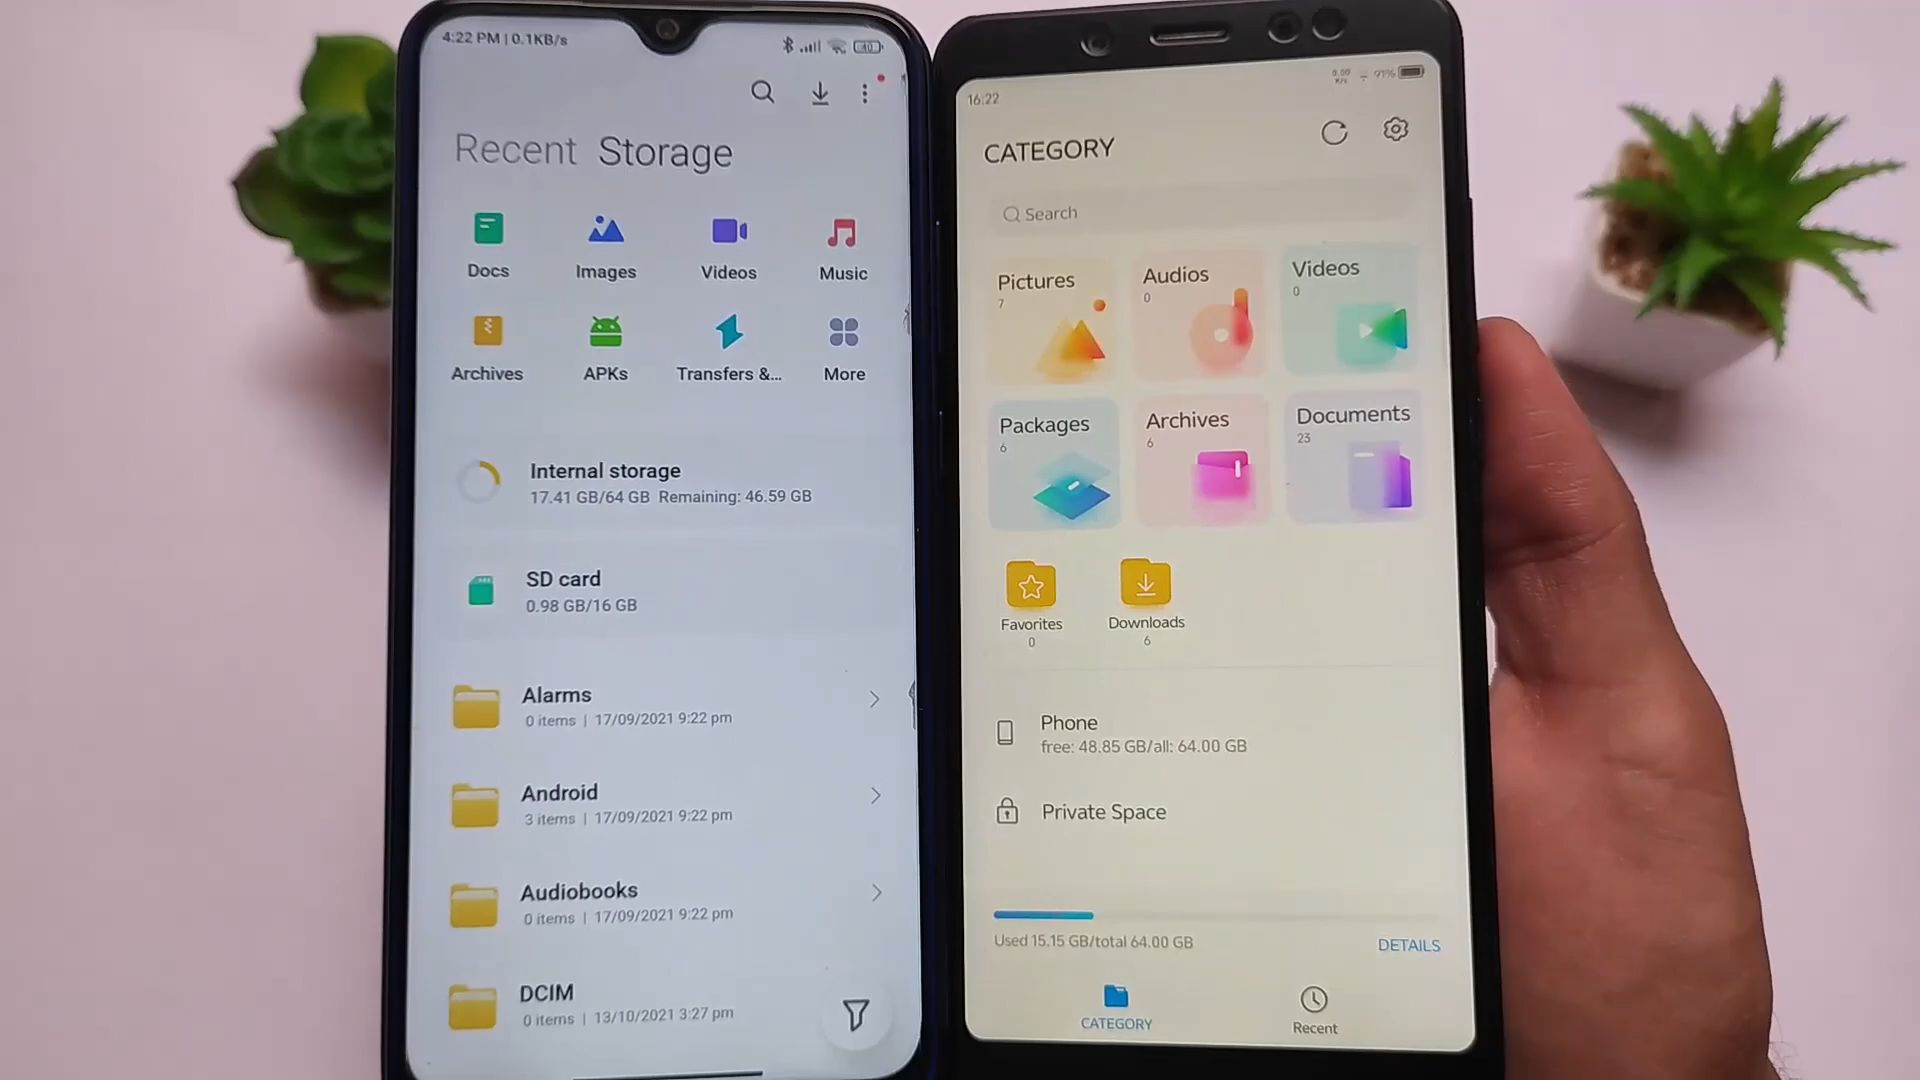 4:22 PM | 0.1KB/s
40
Recent Storage
Docs
Images
Videos
Music
Archives
APKs
Transfers &...
More
Internal storage
17.41 GB/64 GB Remaining: 46.59 GB
SD card
0.98 GB/16 GB
Alarms
0 items | 17/09/2021 9:22 pm
Android
3 items | 17/09/2021 9:22 pm
Audiobooks
0 items | 17/09/2021 9:22 pm
DCIM
0 items | 13/10/2021 3:27 pm
16:22
91%
CATEGORY
Search
Pictures
7
Audios
0
Videos
0
Packages
6
Archives
6
Documents
23
Favorites
0
Downloads
6
Phone
free: 48.85 GB/all: 64.00 GB
Private Space
Used 15.15 GB/total 64.00 GB
DETAILS
CATEGORY
Recent